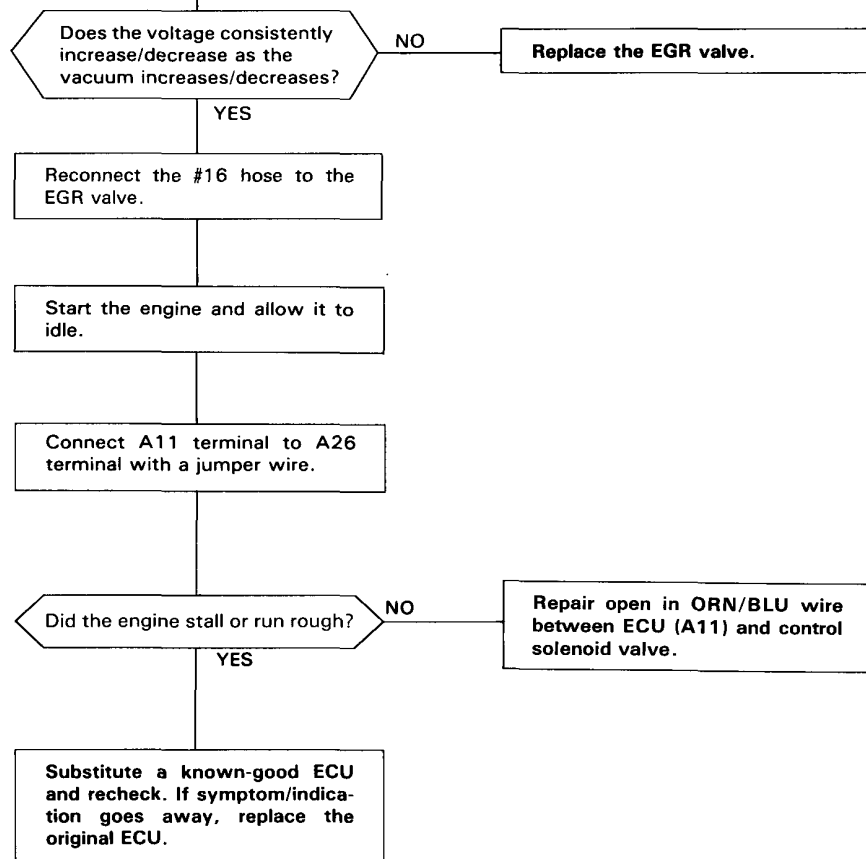 Does the voltage consistently
increase/decrease as the
vacuum increases/decreases?
NO
Replace the EGR valve.
YES
Reconnect the #16 hose to the
EGR valve.
Start the engine and allow it to
idle.
Connect A11 terminal to A26
terminal with a jumper wire.
Did the engine stall or run rough?
NO
Repair open in ORN/BLU wire
between ECU (A11) and control
solenoid valve.
YES
Substitute a known-good ECU
and recheck. If symptom/indica-
tion goes away, replace the
original ECU.